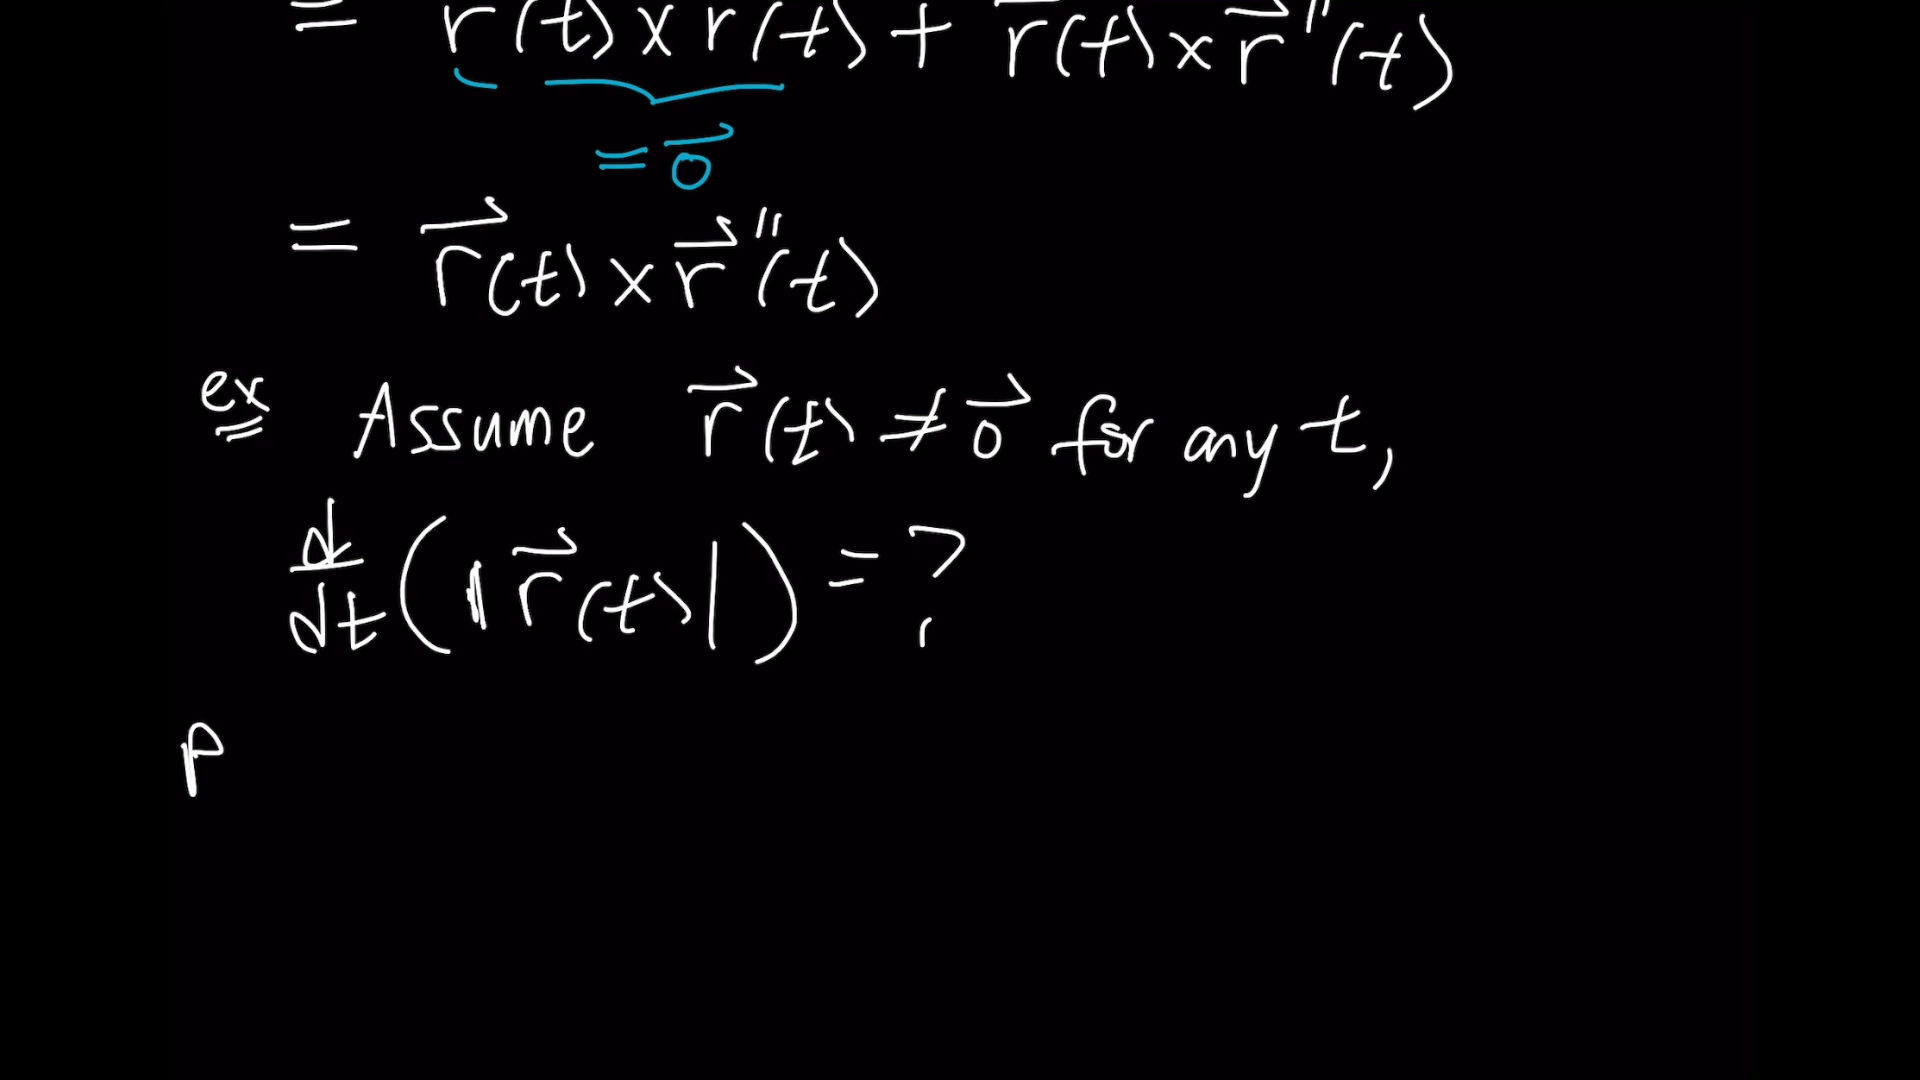 = r(t) × r(t) + r⃗(t) × r⃗''(t)
= 0⃗
= r⃗(t) × r⃗''(t)
ex Assume r⃗(t) ≠ 0⃗ for any t,
d/dt (|r⃗(t)|) = ?
P